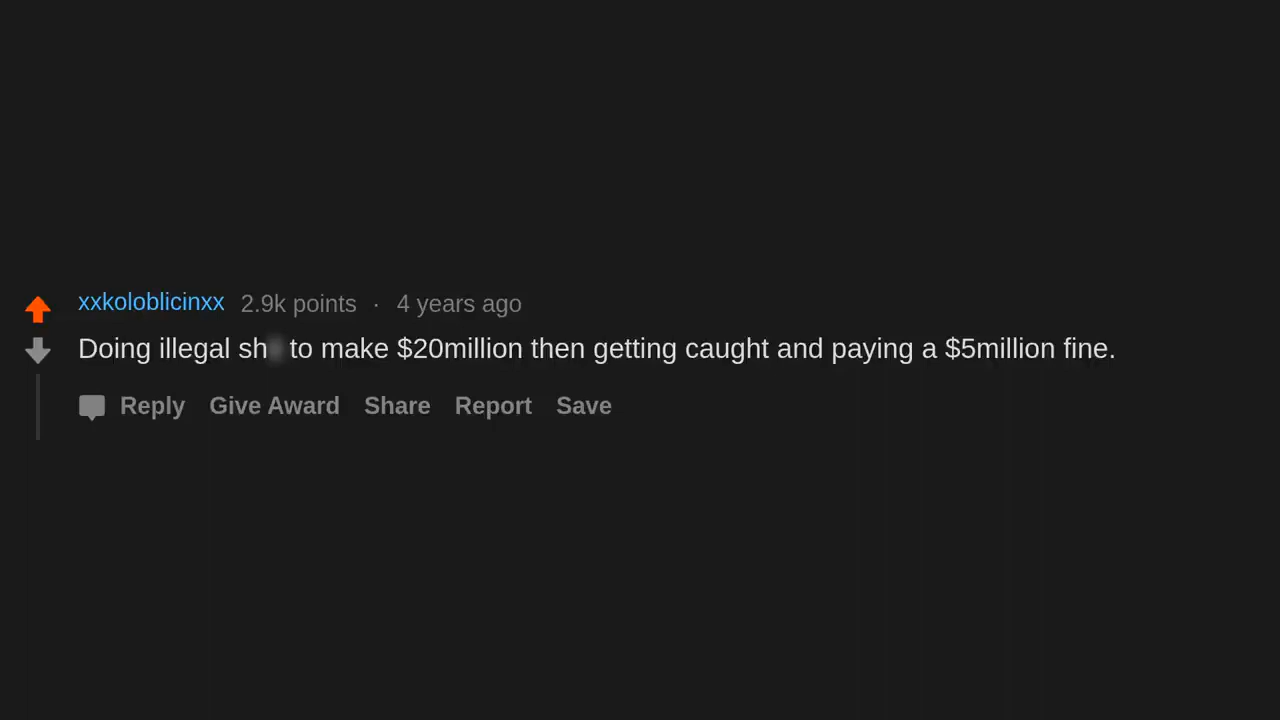 xxkoloblicinxx 2.9k points · 4 years ago
Doing illegal sh to make $20million then getting caught and paying a $5million fine.
Reply Give Award Share Report Save